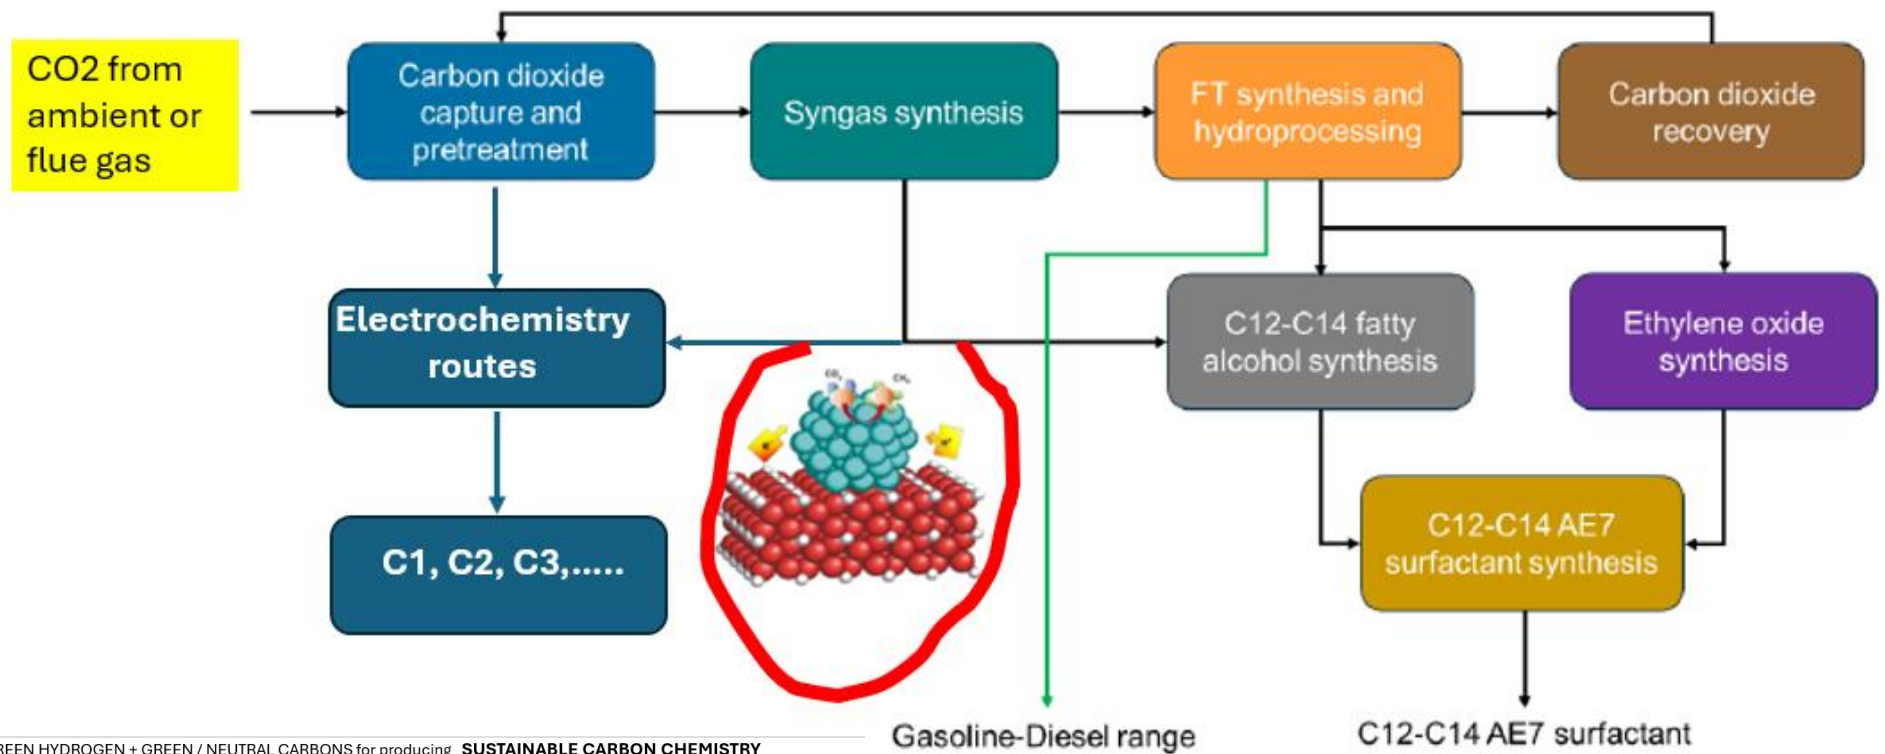 CO2 from
ambient or
flue gas
Carbon dioxide
capture and
pretreatment
Syngas synthesis
FT synthesis and
hydroprocessing
Carbon dioxide
recovery
Electrochemistry
routes
C12-C14 fatty
alcohol synthesis
Ethylene oxide
synthesis
CO₂
CH₄
C1, C2, C3,.....
C12-C14 AE7
surfactant synthesis
Gasoline-Diesel range
C12-C14 AE7 surfactant
HYDROGEN + GREEN / NEUTRAL CARBONS for producing SUSTAINABLE CARBON CHEMISTRY